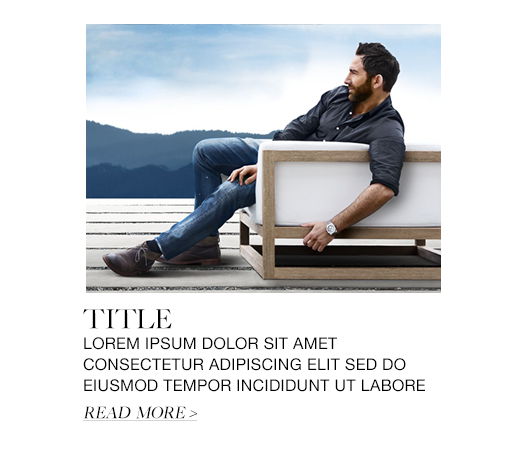 TITLE
LOREM IPSUM DOLOR SIT AMET
CONSECTETUR ADIPISCING ELIT SED DO
EIUSMOD TEMPOR INCIDIDUNT UT LABORE
READ MORE >